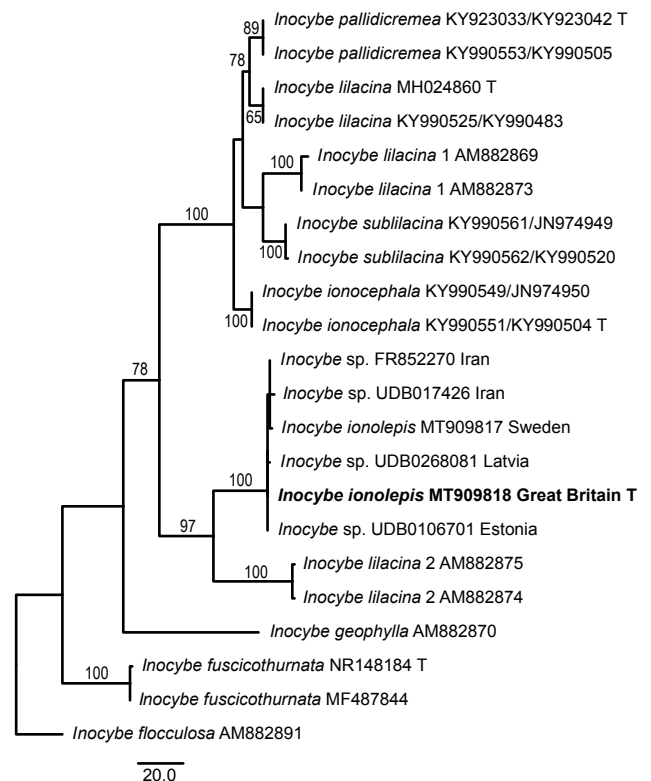 Inocybe pallidicremea KY923033/KY923042 T
89
Inocybe pallidicremea KY990553/KY990505
78
Inocybe lilacina MH024860 T
65
Inocybe lilacina KY990525/KY990483
Inocybe lilacina 1 AM882869
100
Inocybe lilacina 1 AM882873
100
Inocybe sublilacina KY990561/JN974949
100
Inocybe sublilacina KY990562/KY990520
Inocybe ionocephala KY990549/JN974950
100
Inocybe ionocephala KY990551/KY990504 T
Inocybe sp. FR852270 Iran
78
Inocybe sp. UDB017426 Iran
Inocybe ionolepis MT909817 Sweden
Inocybe sp. UDB0268081 Latvia
100
Inocybe ionolepis MT909818 Great Britain T
97
Inocybe sp. UDB0106701 Estonia
Inocybe lilacina 2 AM882875
100
Inocybe lilacina 2 AM882874
Inocybe geophylla AM882870
Inocybe fuscicothurnata NR148184 T
100
Inocybe fuscicothurnata MF487844
Inocybe flocculosa AM882891
20.0